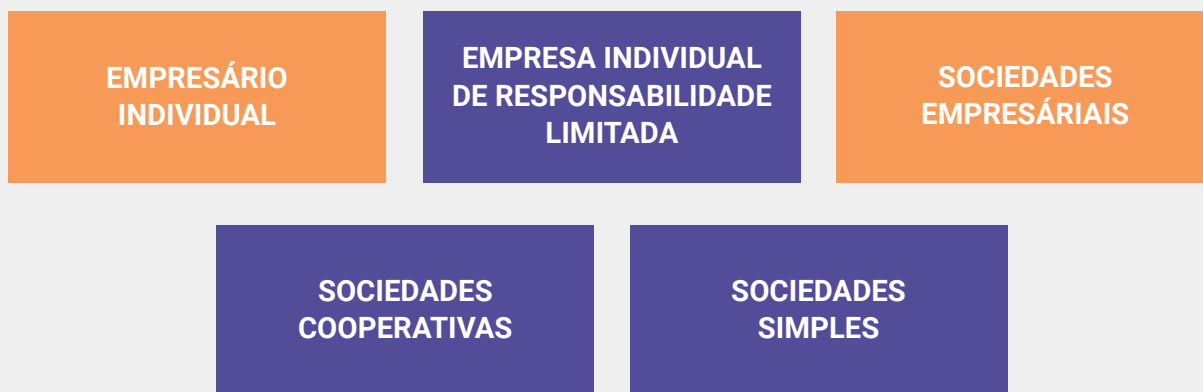 EMPRESÁRIO
INDIVIDUAL
EMPRESA INDIVIDUAL
DE RESPONSABILIDADE
LIMITADA
SOCIEDADES
EMPRESÁRIAIS
SOCIEDADES
COOPERATIVAS
SOCIEDADES
SIMPLES